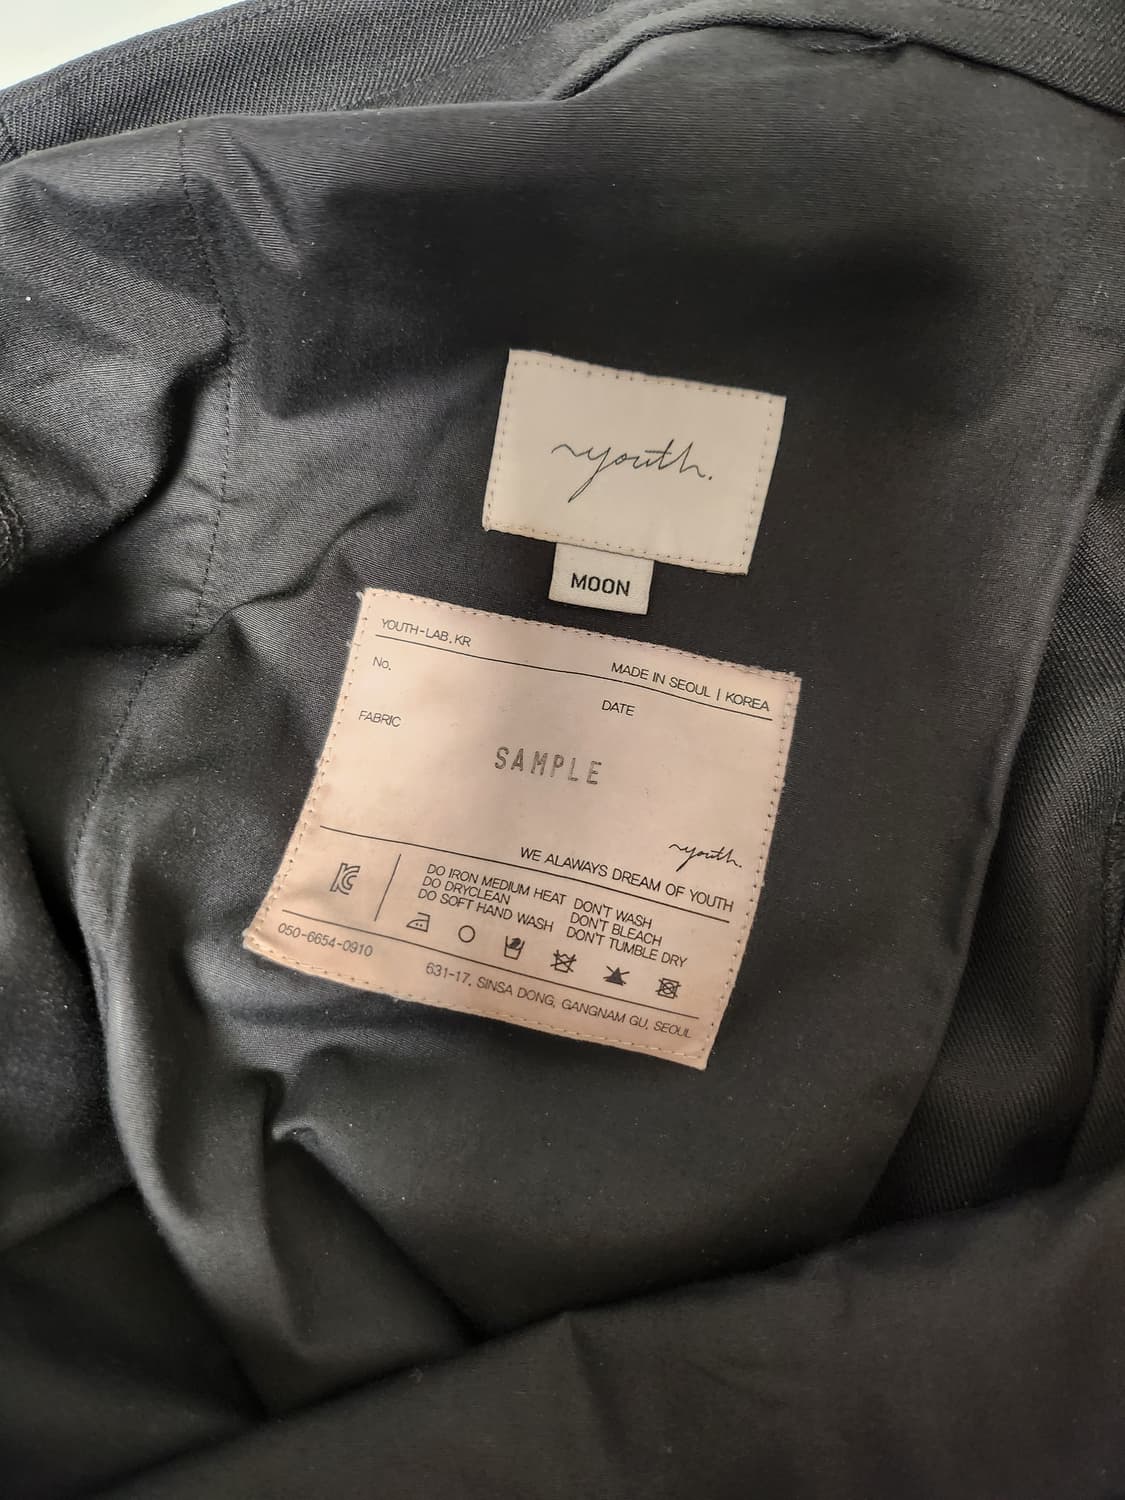 ~youth.
MOON
YOUTH-LAB.KR
MADE IN SEOUL | KOREA
No.
DATE
FABRIC
SAMPLE
~youth.
WE ALAWAYS DREAM OF YOUTH
DO IRON MEDIUM HEAT DON'T WASH
DO DRYCLEAN DON'T BLEACH
DO SOFT HAND WASH DON'T TUMBLE DRY
050-6654-0910
631-17, SINSA DONG, GANGNAM GU, SEOUL